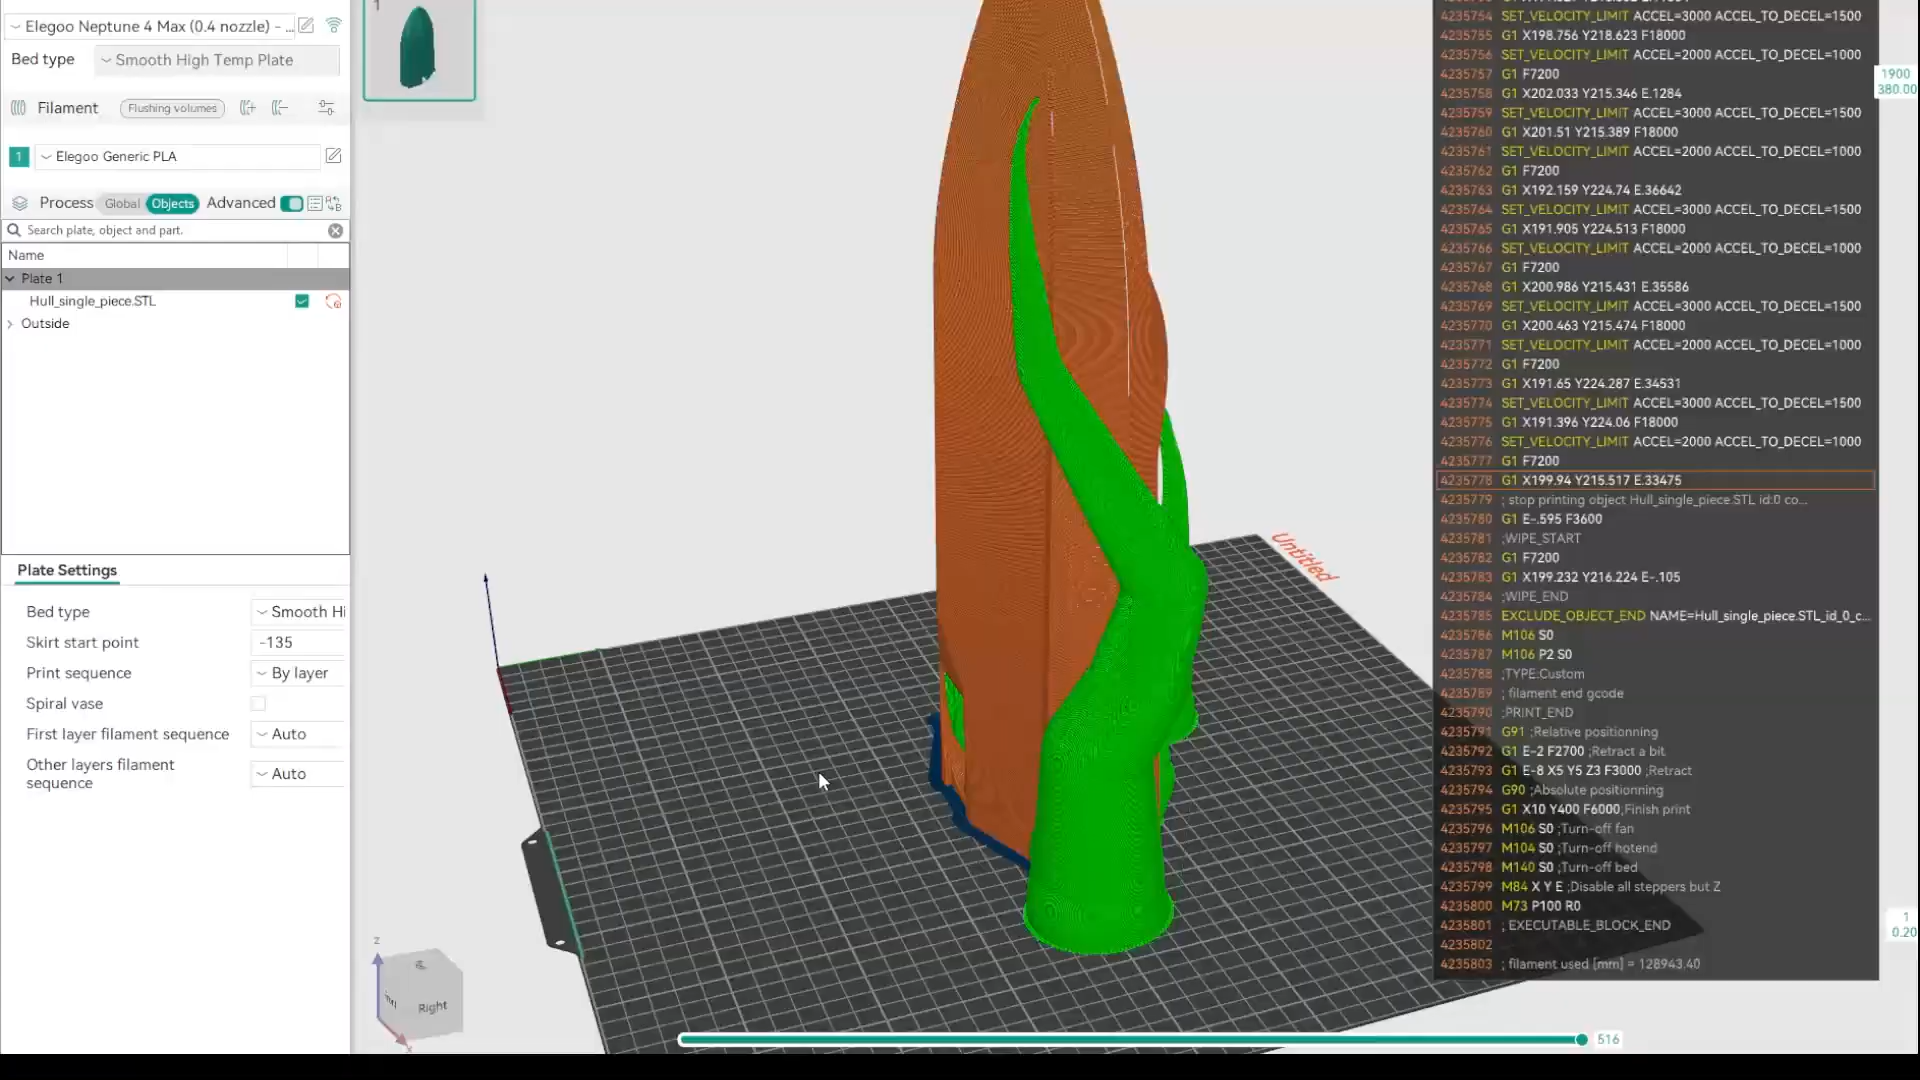 Elegoo Neptune 4 Max (0.4 nozzle) - ...
Bed type
Smooth High Temp Plate
Filament
Flushing volumes
1
Elegoo Generic PLA
Process
Global
Objects
Advanced
Search plate, object and part.
Name
Plate 1
Hull_single_piece.STL
Outside
Plate Settings
Bed type
Smooth Hi
Skirt start point
-135
Print sequence
By layer
Spiral vase
First layer filament sequence
Auto
Other layers filament
sequence
Auto
1
Untitled
z
Right
x
516
4235754 SET_VELOCITY_LIMIT ACCEL=3000 ACCEL_TO_DECEL=1500
4235755 G1 X198.756 Y218.623 F18000
4235756 SET_VELOCITY_LIMIT ACCEL=2000 ACCEL_TO_DECEL=1000
4235757 G1 F7200
4235758 G1 X202.033 Y215.346 E.1284
4235759 SET_VELOCITY_LIMIT ACCEL=3000 ACCEL_TO_DECEL=1500
4235760 G1 X201.51 Y215.389 F18000
4235761 SET_VELOCITY_LIMIT ACCEL=2000 ACCEL_TO_DECEL=1000
4235762 G1 F7200
4235763 G1 X192.159 Y224.74 E.36642
4235764 SET_VELOCITY_LIMIT ACCEL=3000 ACCEL_TO_DECEL=1500
4235765 G1 X191.905 Y224.513 F18000
4235766 SET_VELOCITY_LIMIT ACCEL=2000 ACCEL_TO_DECEL=1000
4235767 G1 F7200
4235768 G1 X200.986 Y215.431 E.35586
4235769 SET_VELOCITY_LIMIT ACCEL=3000 ACCEL_TO_DECEL=1500
4235770 G1 X200.463 Y215.474 F18000
4235771 SET_VELOCITY_LIMIT ACCEL=2000 ACCEL_TO_DECEL=1000
4235772 G1 F7200
4235773 G1 X191.65 Y224.287 E.34531
4235774 SET_VELOCITY_LIMIT ACCEL=3000 ACCEL_TO_DECEL=1500
4235775 G1 X191.396 Y224.06 F18000
4235776 SET_VELOCITY_LIMIT ACCEL=2000 ACCEL_TO_DECEL=1000
4235777 G1 F7200
4235778 G1 X199.94 Y215.517 E.33475
4235779 ; stop printing object Hull_single_piece.STL id:0 co...
4235780 G1 E-.595 F3600
4235781 ;WIPE_START
4235782 G1 F7200
4235783 G1 X199.232 Y216.224 E-.105
4235784 ;WIPE_END
4235785 EXCLUDE_OBJECT_END NAME=Hull_single_piece.STL_id_0_c...
4235786 M106 S0
4235787 M106 P2 S0
4235788 ;TYPE:Custom
4235789 ; filament end gcode
4235790 ;PRINT_END
4235791 G91 ;Relative positionning
4235792 G1 E-2 F2700 ;Retract a bit
4235793 G1 E-8 X5 Y5 Z3 F3000 ;Retract
4235794 G90 ;Absolute positionning
4235795 G1 X10 Y400 F6000;Finish print
4235796 M106 S0 ;Turn-off fan
4235797 M104 S0 ;Turn-off hotend
4235798 M140 S0 ;Turn-off bed
4235799 M84 X Y E ;Disable all steppers but Z
4235800 M73 P100 R0
4235801 ; EXECUTABLE_BLOCK_END
4235802
4235803 ; filament used [mm] = 128943.40
1900
380.00
1
0.20